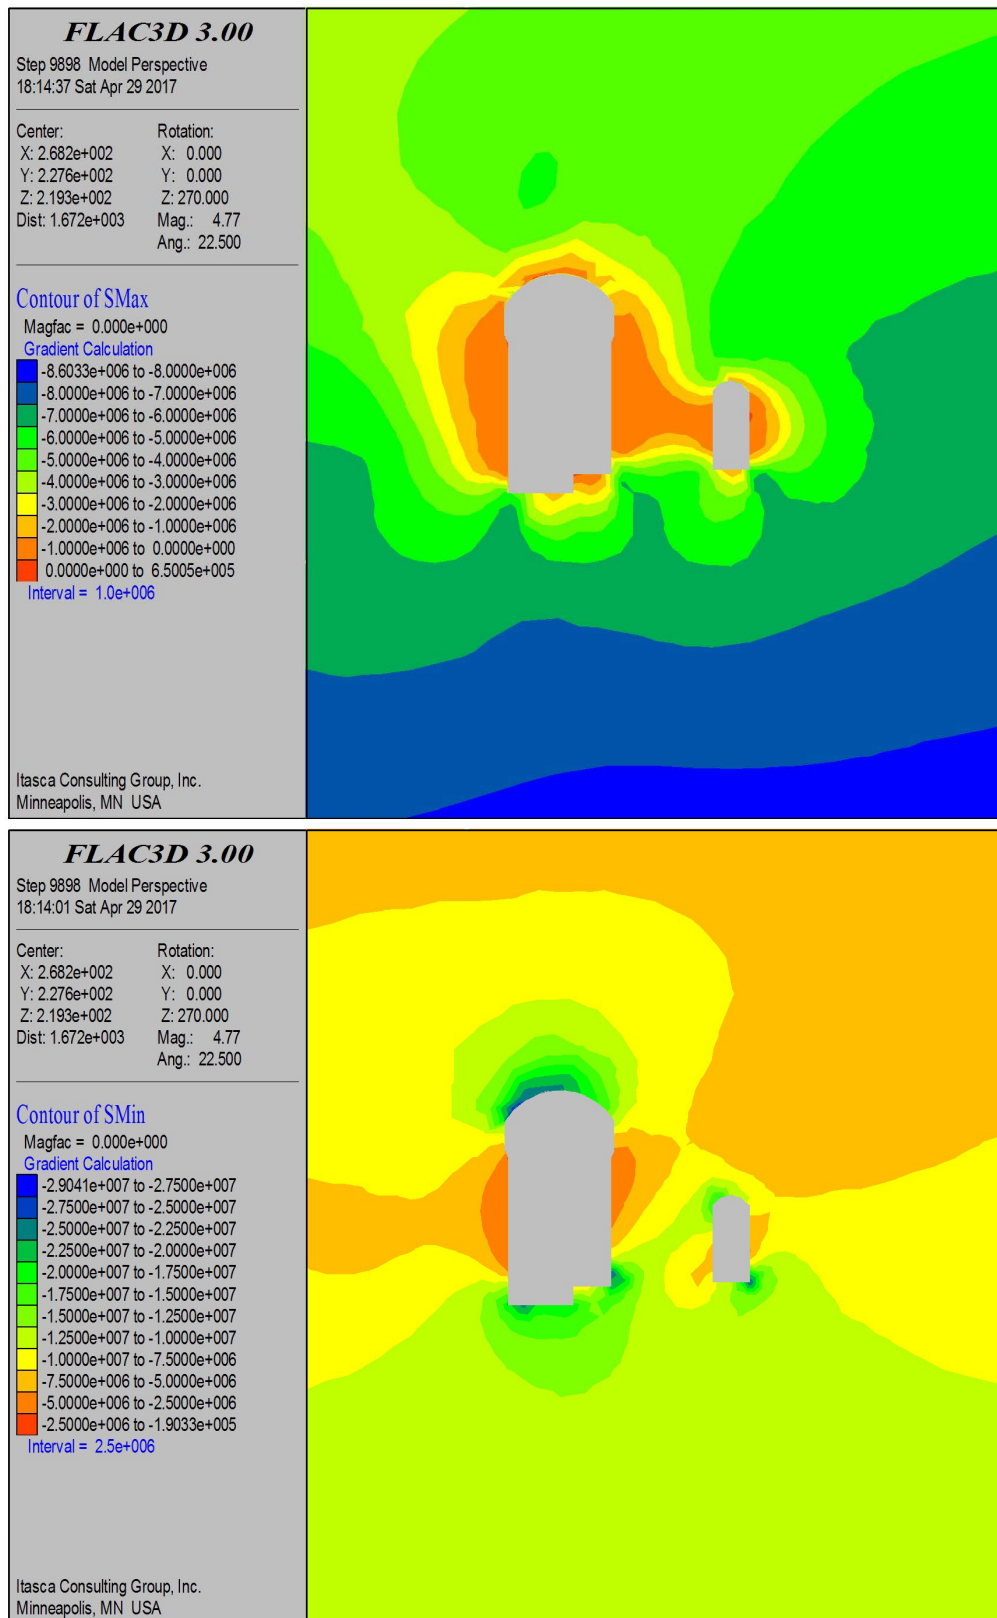 FLAC3D 3.00
Step 9898 Model Perspective
18:14:37 Sat Apr 29 2017
Center: Rotation:
X: 2.682e+002 X: 0.000
Y: 2.276e+002 Y: 0.000
Z: 2.193e+002 Z: 270.000
Dist: 1.672e+003 Mag.: 4.77
Ang.: 22.500
Contour of SMax
Magfac = 0.000e+000
Gradient Calculation
-8.6033e+006 to -8.0000e+006
-8.0000e+006 to -7.0000e+006
-7.0000e+006 to -6.0000e+006
-6.0000e+006 to -5.0000e+006
-5.0000e+006 to -4.0000e+006
-4.0000e+006 to -3.0000e+006
-3.0000e+006 to -2.0000e+006
-2.0000e+006 to -1.0000e+006
-1.0000e+006 to 0.0000e+000
0.0000e+000 to 6.5005e+005
Interval = 1.0e+006
Itasca Consulting Group, Inc.
Minneapolis, MN USA
FLAC3D 3.00
Step 9898 Model Perspective
18:14:01 Sat Apr 29 2017
Center: Rotation:
X: 2.682e+002 X: 0.000
Y: 2.276e+002 Y: 0.000
Z: 2.193e+002 Z: 270.000
Dist: 1.672e+003 Mag.: 4.77
Ang.: 22.500
Contour of SMin
Magfac = 0.000e+000
Gradient Calculation
-2.9041e+007 to -2.7500e+007
-2.7500e+007 to -2.5000e+007
-2.5000e+007 to -2.2500e+007
-2.2500e+007 to -2.0000e+007
-2.0000e+007 to -1.7500e+007
-1.7500e+007 to -1.5000e+007
-1.5000e+007 to -1.2500e+007
-1.2500e+007 to -1.0000e+007
-1.0000e+007 to -7.5000e+006
-7.5000e+006 to -5.0000e+006
-5.0000e+006 to -2.5000e+006
-2.5000e+006 to -1.9033e+005
Interval = 2.5e+006
Itasca Consulting Group, Inc.
Minneapolis, MN USA